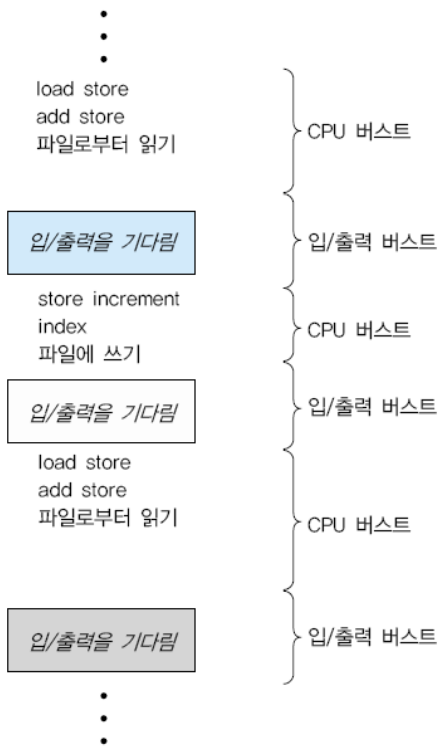 load store
add store
파일로부터 읽기
CPU 버스트
입/출력을 기다림
입/출력 버스트
store increment
index
파일에 쓰기
CPU 버스트
입/출력을 기다림
입/출력 버스트
load store
add store
파일로부터 읽기
CPU 버스트
입/출력을 기다림
입/출력 버스트